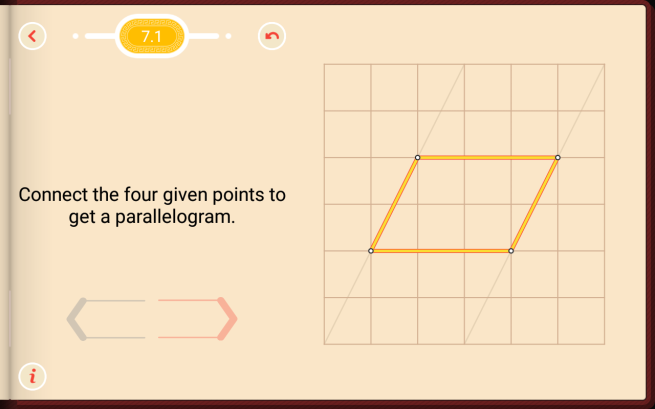 7.1
Connect the four given points to
get a parallelogram.
i